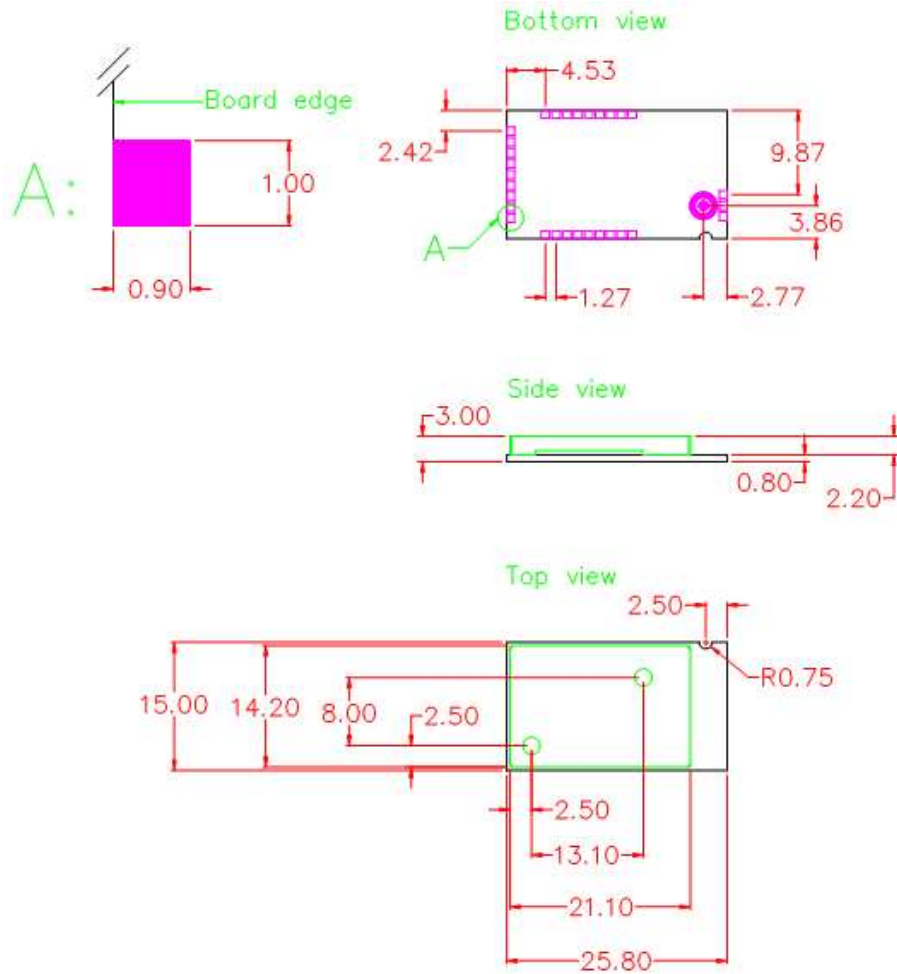 Bottom view
4.53
Board edge
2.42
9.87
A:
1.00
3.86
A
0.90
1.27
2.77
Side view
3.00
0.80
2.20
Top view
2.50
R0.75
15.00
14.20
8.00
2.50
2.50
13.10
21.10
25.80